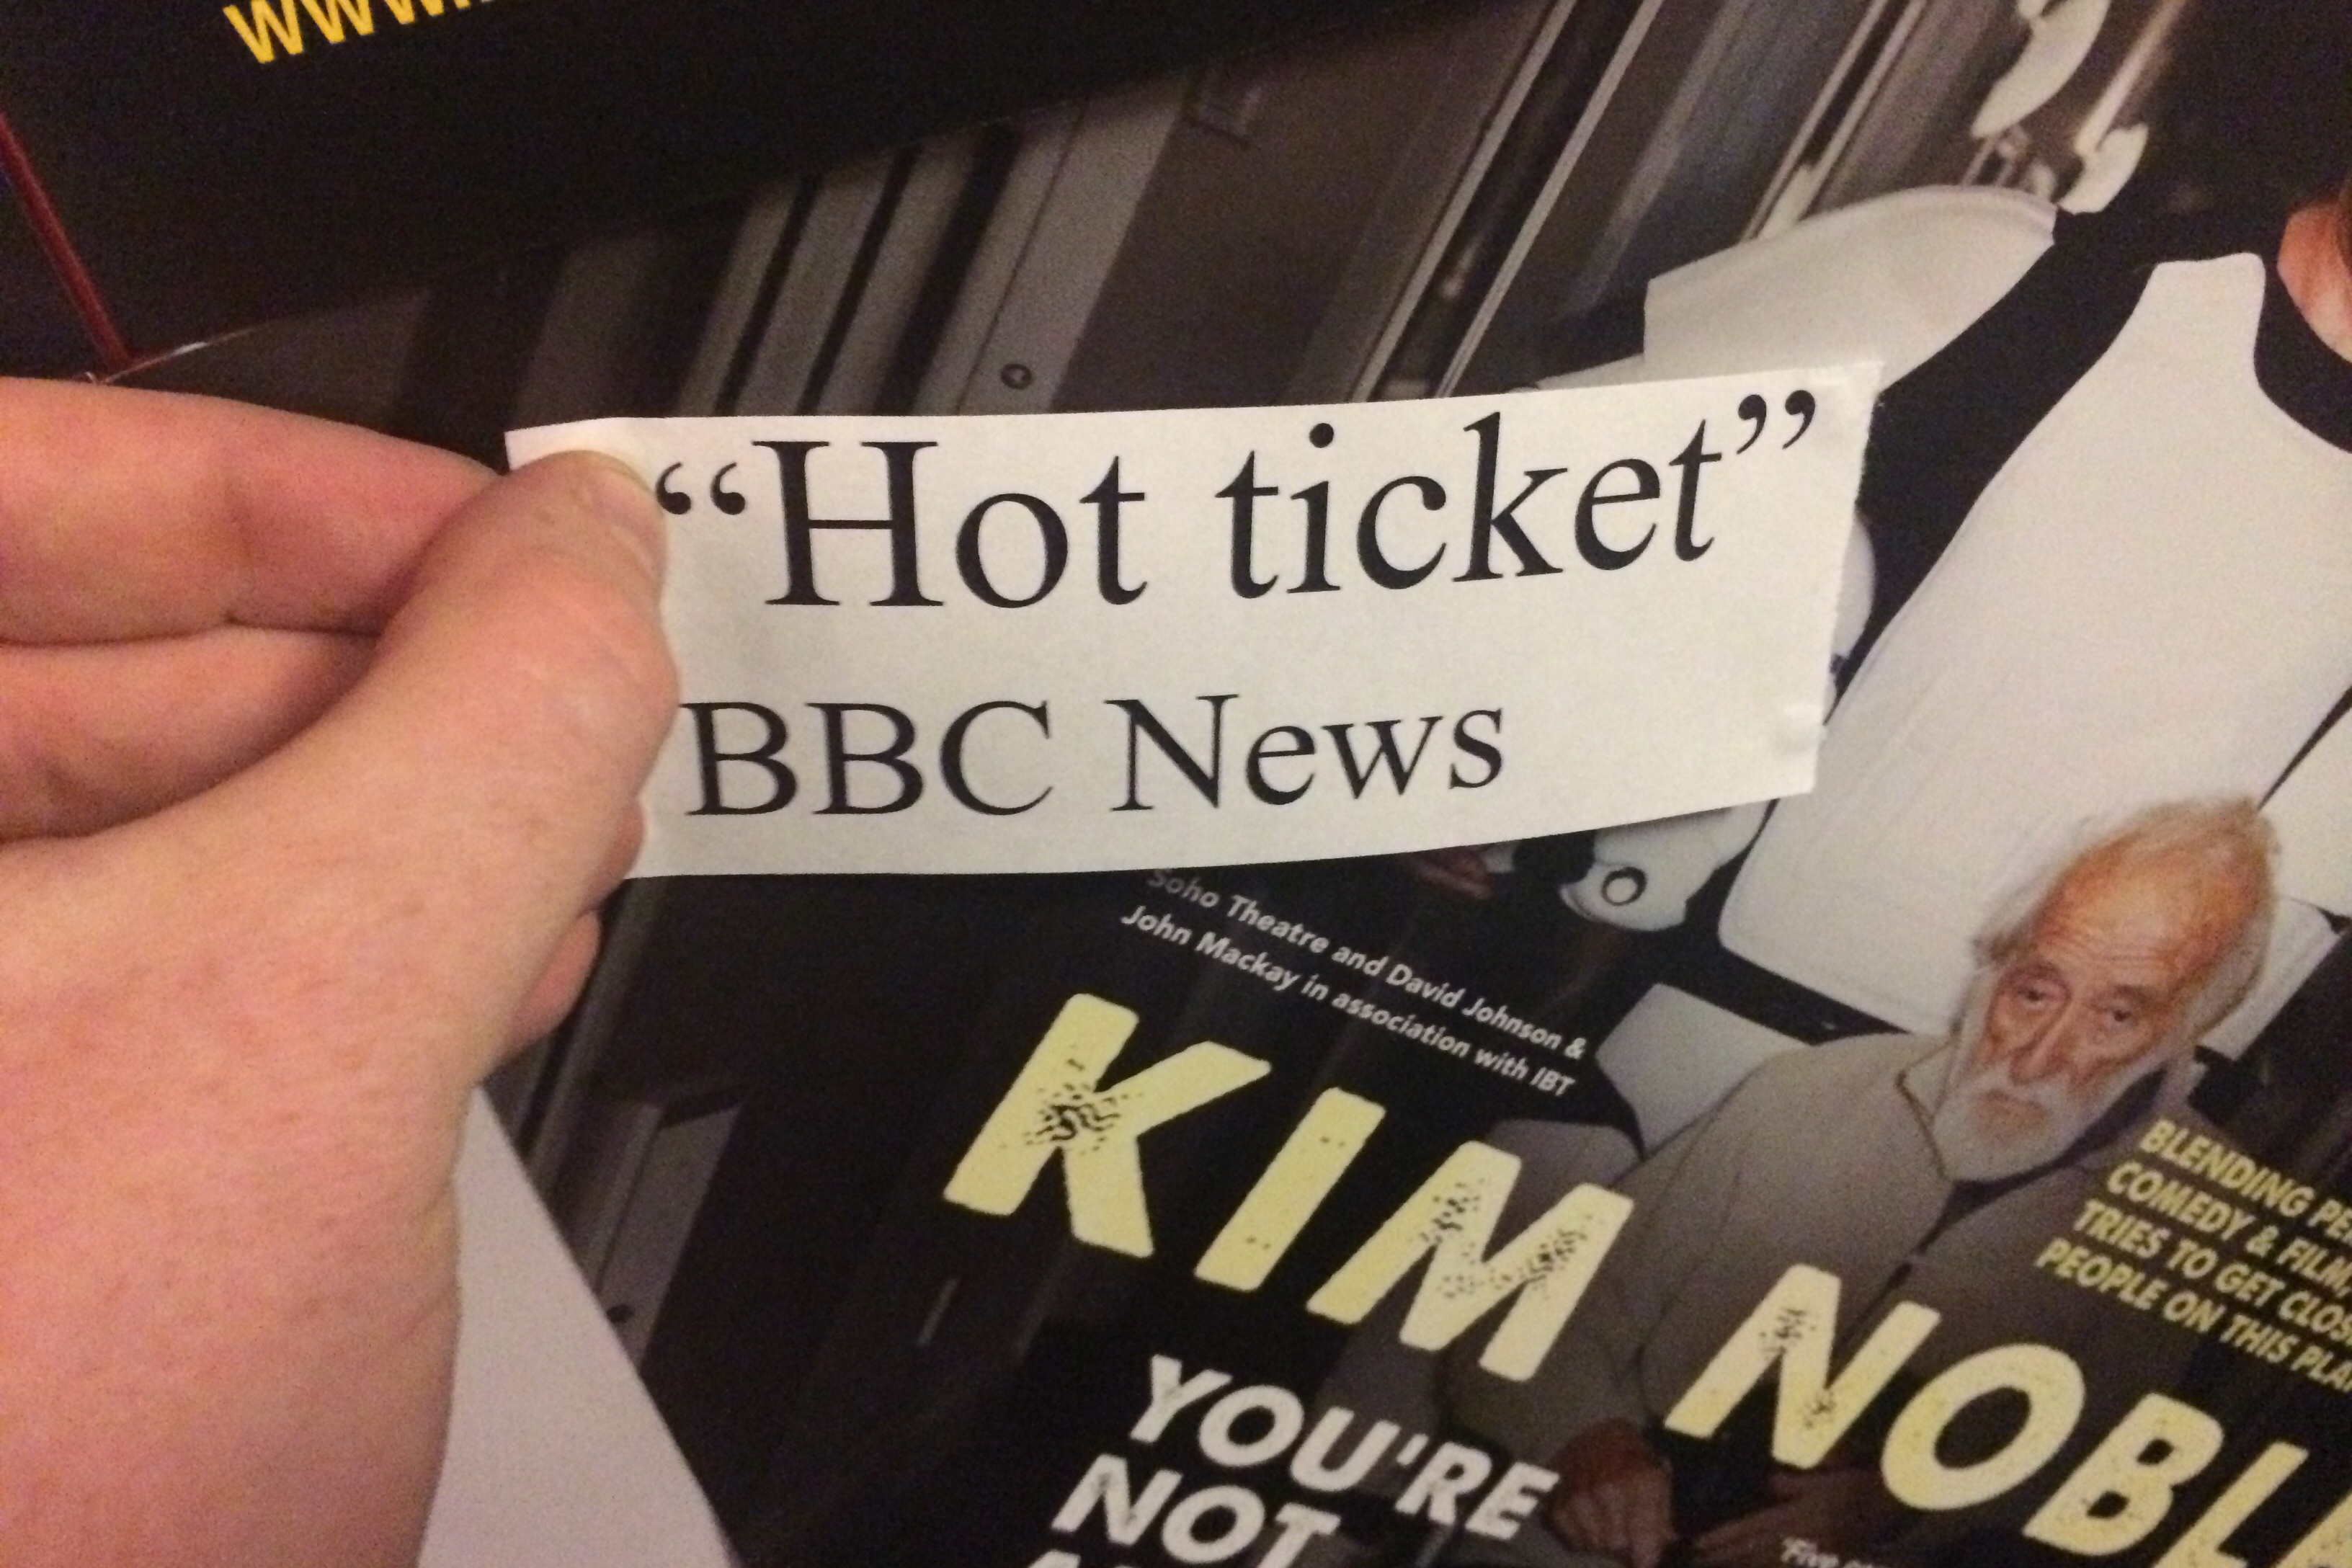 “Hot ticket”
BBC News
Soho Theatre and David Johnson &
John Mackay in association with IBT
KIM NOBL
BLENDING
COMEDY & FILM
TRIES TO GET
PEOPLE ON THIS
YOU'RE
NOT